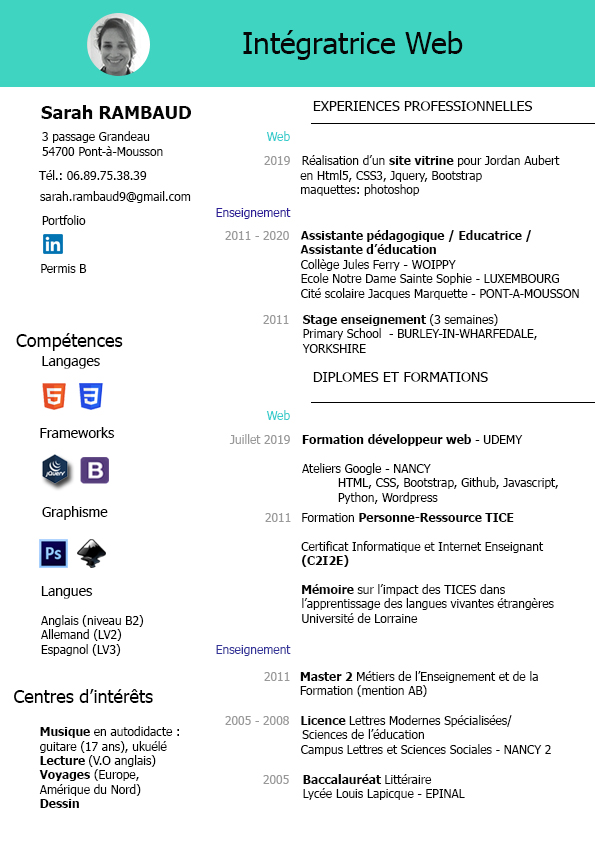 Intégratrice Web
Sarah RAMBAUD
3 passage Grandeau
54700 Pont-à-Mousson
Tél.: 06.89.75.38.39
sarah.rambaud9@gmail.com
Portfolio
in
Permis B
Compétences
Langages
5 3
Frameworks
jQuery B
Graphisme
Ps
Langues
Anglais (niveau B2)
Allemand (LV2)
Espagnol (LV3)
Centres d'intérêts
Musique en autodidacte :
guitare (17 ans), ukuélé
Lecture (V.O anglais)
Voyages (Europe,
Amérique du Nord)
Dessin
EXPERIENCES PROFESSIONNELLES
Web
2019 Réalisation d'un site vitrine pour Jordan Aubert
en Html5, CSS3, Jquery, Bootstrap
maquettes: photoshop
Enseignement
2011 - 2020 Assistante pédagogique / Educatrice /
Assistante d'éducation
Collège Jules Ferry - WOIPPY
Ecole Notre Dame Sainte Sophie - LUXEMBOURG
Cité scolaire Jacques Marquette - PONT-A-MOUSSON
2011 Stage enseignement (3 semaines)
Primary School - BURLEY-IN-WHARFEDALE,
YORKSHIRE
DIPLOMES ET FORMATIONS
Web
Juillet 2019 Formation développeur web - UDEMY
Ateliers Google - NANCY
HTML, CSS, Bootstrap, Github, Javascript,
Python, Wordpress
2011 Formation Personne-Ressource TICE
Certificat Informatique et Internet Enseignant
(C2I2E)
Mémoire sur l'impact des TICES dans
l'apprentissage des langues vivantes étrangères
Université de Lorraine
Enseignement
2011 Master 2 Métiers de l'Enseignement et de la
Formation (mention AB)
2005 - 2008 Licence Lettres Modernes Spécialisées/
Sciences de l'éducation
Campus Lettres et Sciences Sociales - NANCY 2
2005 Baccalauréat Littéraire
Lycée Louis Lapicque - EPINAL